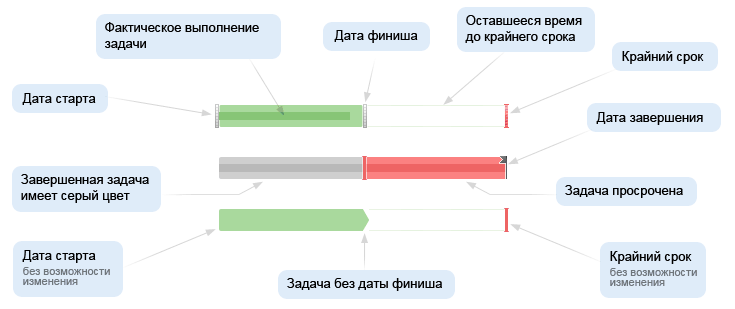 Фактическое выполнение
задачи
Дата финиша
Оставшееся время
до крайнего срока
Крайний срок
Дата старта
Дата завершения
Завершенная задача
имеет серый цвет
Задача просрочена
Дата старта
без возможности
изменения
Задача без даты финиша
Крайний срок
без возможности
изменения